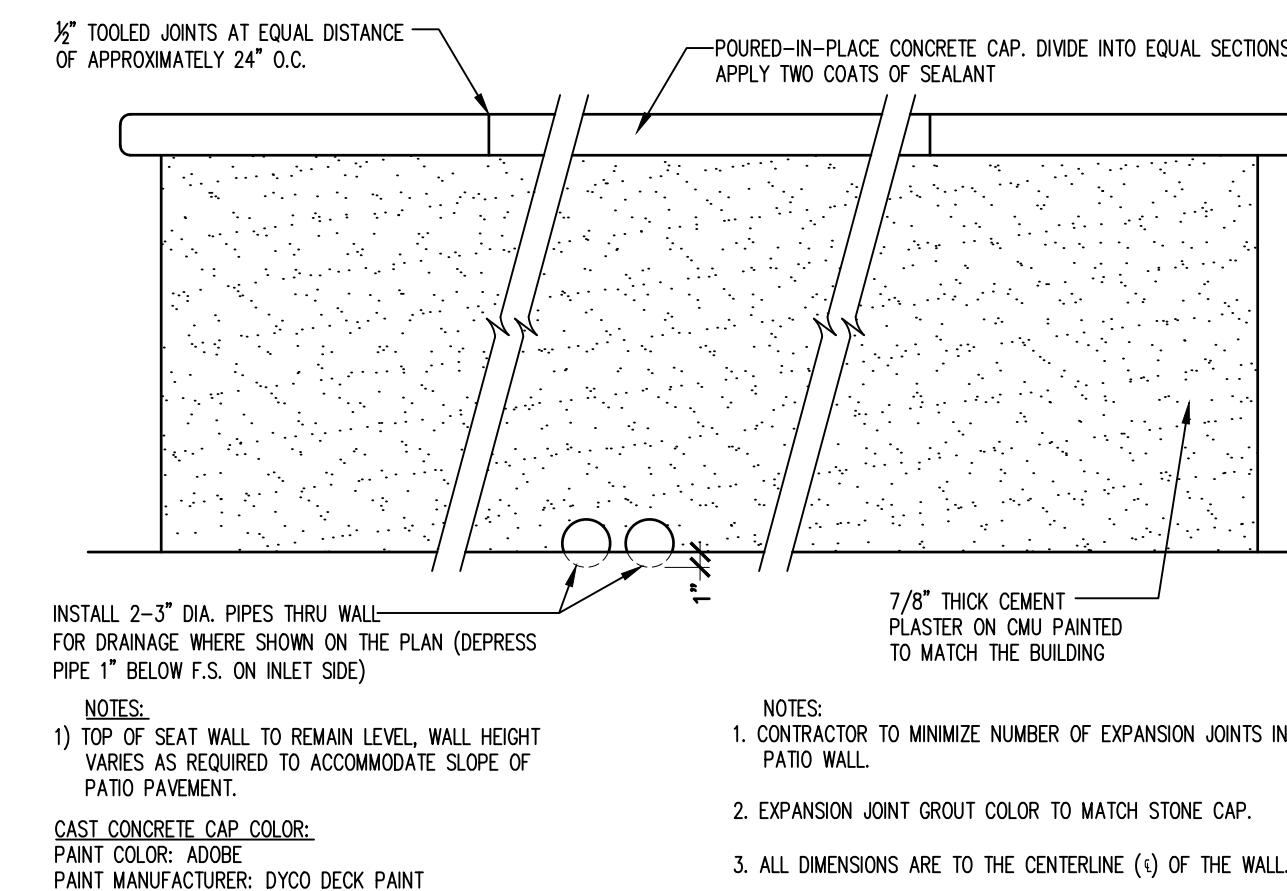 ½" TOOLED JOINTS AT EQUAL DISTANCE
OF APPROXIMATELY 24" O.C.
POURED-IN-PLACE CONCRETE CAP. DIVIDE INTO EQUAL SECTIONS
APPLY TWO COATS OF SEALANT
1"
INSTALL 2-3" DIA. PIPES THRU WALL
FOR DRAINAGE WHERE SHOWN ON THE PLAN (DEPRESS
PIPE 1" BELOW F.S. ON INLET SIDE)
7/8" THICK CEMENT
PLASTER ON CMU PAINTED
TO MATCH THE BUILDING
NOTES:
1) TOP OF SEAT WALL TO REMAIN LEVEL, WALL HEIGHT
VARIES AS REQUIRED TO ACCOMMODATE SLOPE OF
PATIO PAVEMENT.
CAST CONCRETE CAP COLOR:
PAINT COLOR: ADOBE
PAINT MANUFACTURER: DYCO DECK PAINT
NOTES:
1. CONTRACTOR TO MINIMIZE NUMBER OF EXPANSION JOINTS IN
PATIO WALL.
2. EXPANSION JOINT GROUT COLOR TO MATCH STONE CAP.
3. ALL DIMENSIONS ARE TO THE CENTERLINE (℄) OF THE WALL.